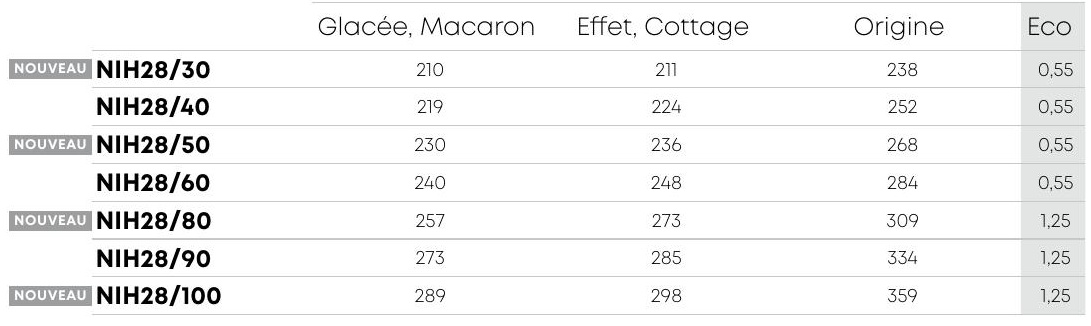 Glacée, Macaron Effet, Cottage Origine Eco
NOUVEAU NIH28/30 210 211 238 0,55
NIH28/40 219 224 252 0,55
NOUVEAU NIH28/50 230 236 268 0,55
NIH28/60 240 248 284 0,55
NOUVEAU NIH28/80 257 273 309 1,25
NIH28/90 273 285 334 1,25
NOUVEAU NIH28/100 289 298 359 1,25